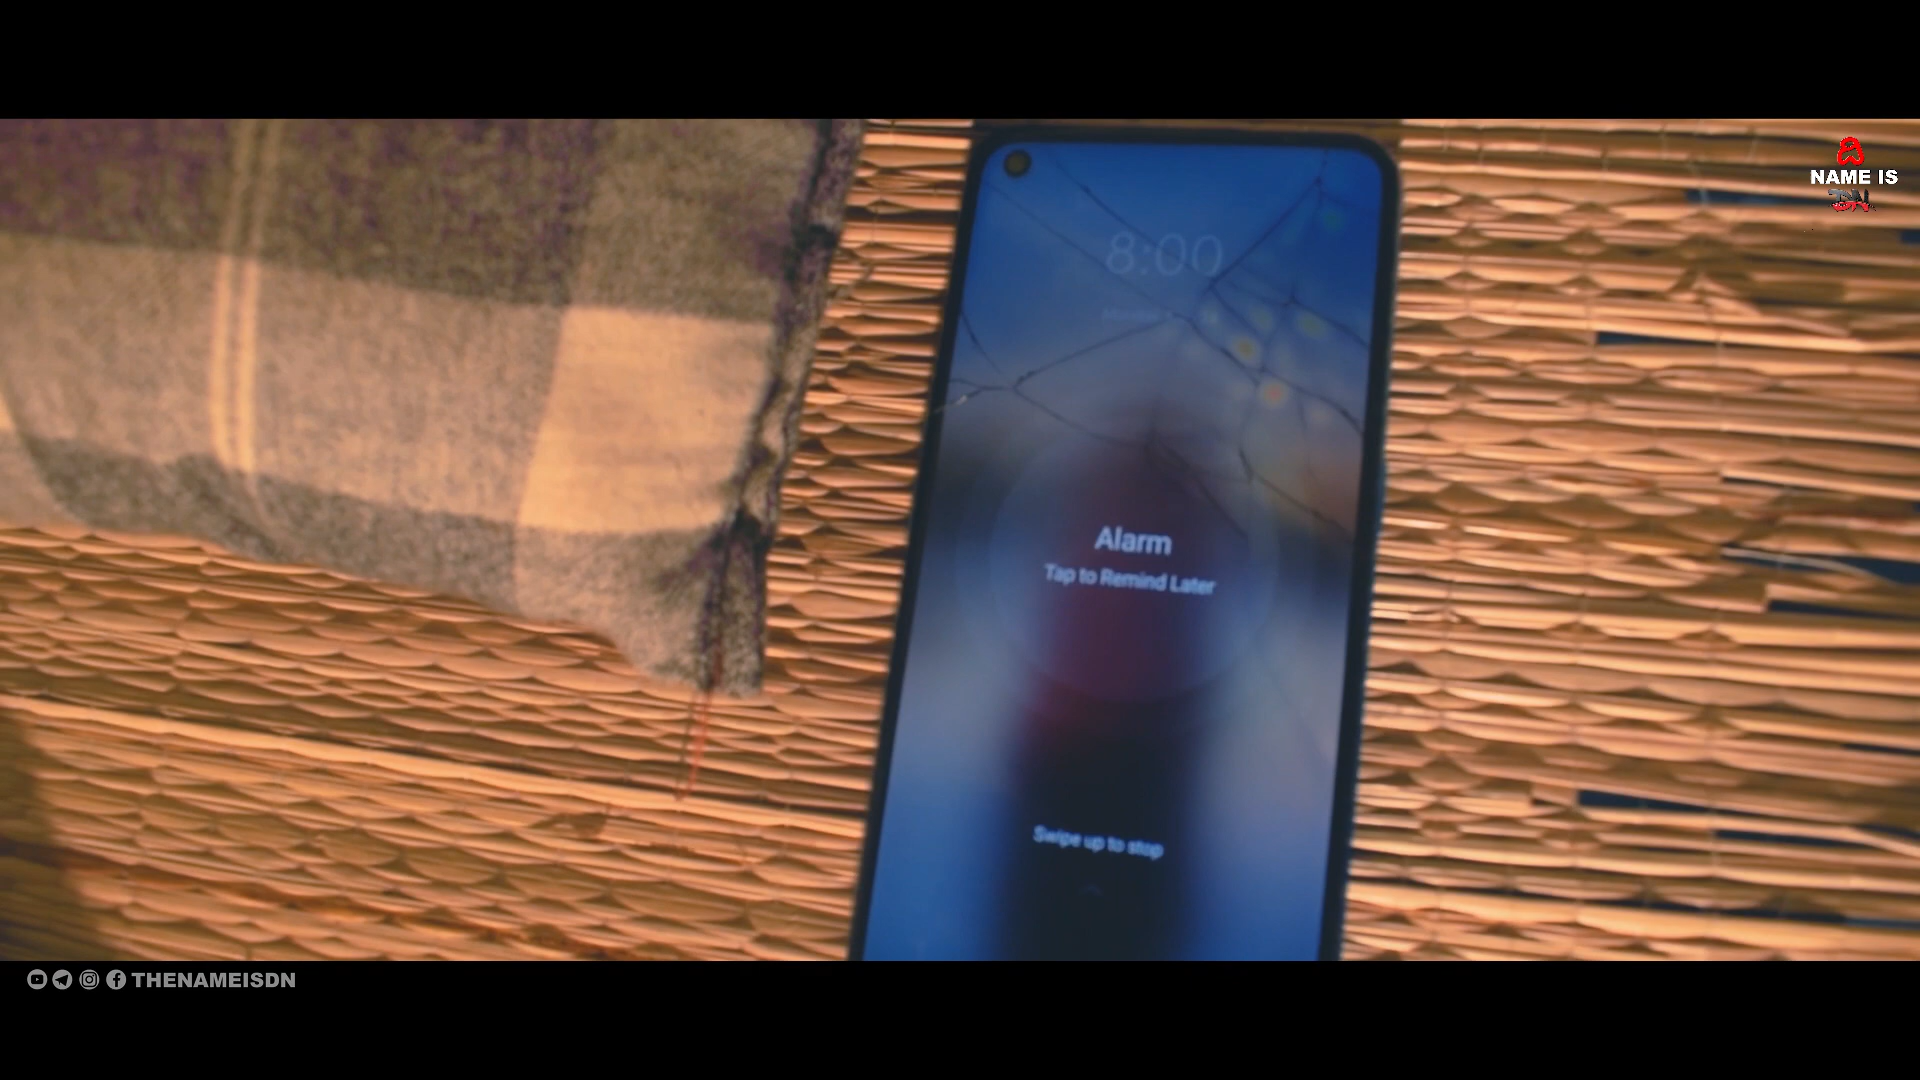 NAME IS
8:00
Alarm
Tap to Remind Later
Swipe up to stop
THENAMEISDN